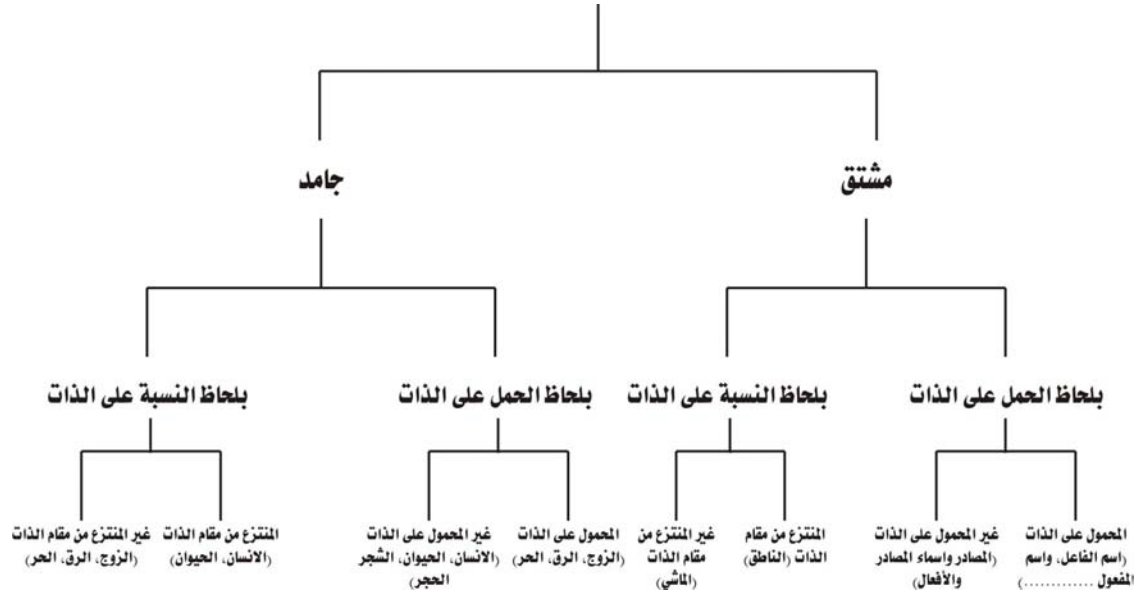 مشتق
جامد
بلحاظ الحمل على الذات
بلحاظ النسبة على الذات
بلحاظ الحمل على الذات
بلحاظ النسبة على الذات
المحمول على الذات
(اسم الفاعل، واسم
المفعول .............)
غير المحمول على الذات
(المصادر واسماء المصادر
والأفعال)
المنتزع من مقام
الذات (الناطق)
غير المنتزع من
مقام الذات
(الماشي)
المحمول على الذات
(الزوج، الرق، الحر)
غير المحمول على الذات
(الانسان، الحيوان، الشجر
الحجر)
المنتزع من مقام الذات
(الانسان، الحيوان)
غير المنتزع من مقام الذات
(الزوج، الرق، الحر)